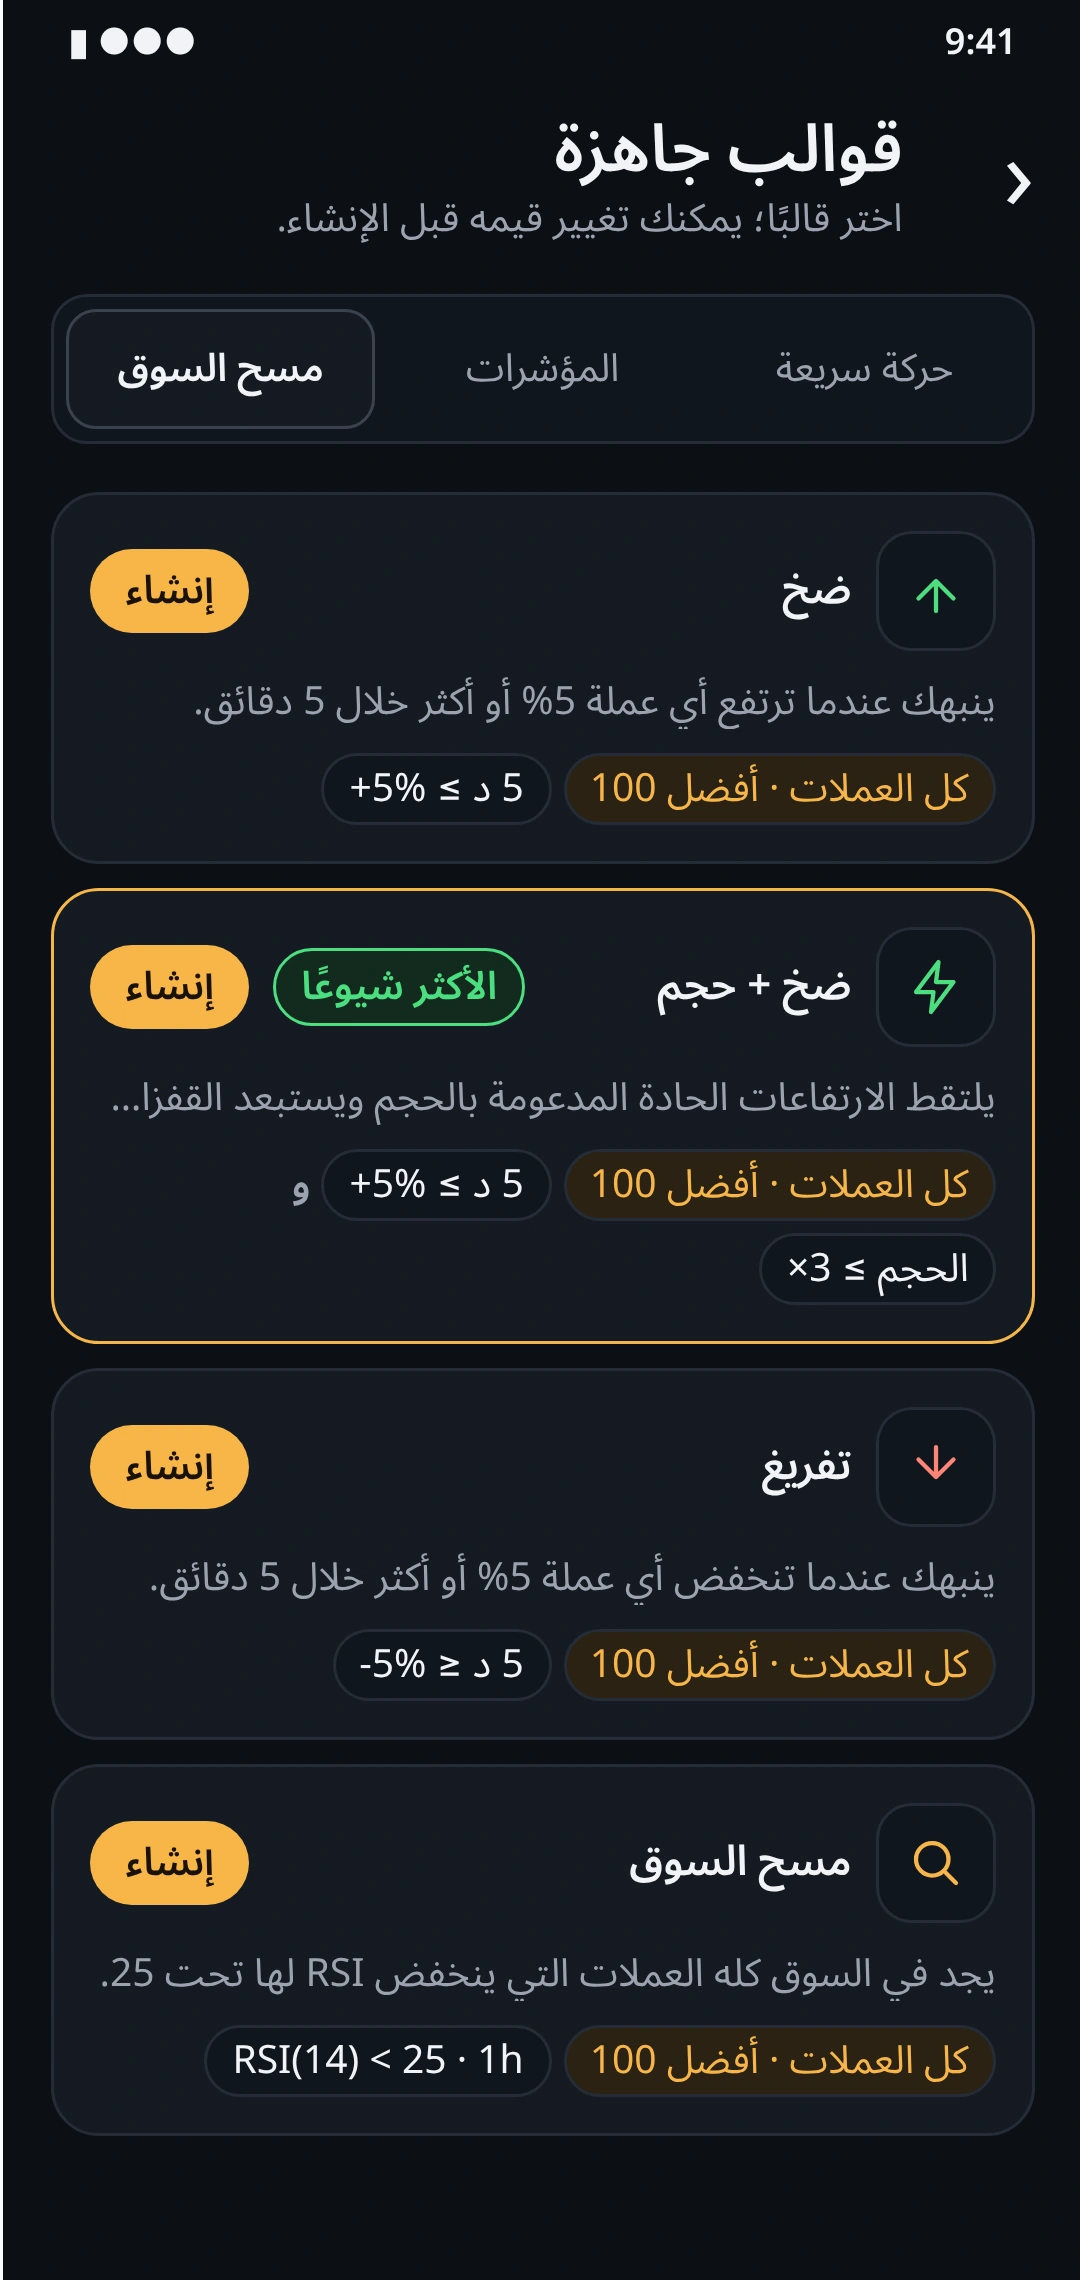 9:41
قوالب جاهزة
اختر قالبًا؛ يمكنك تغيير قيمه قبل الإنشاء.
حركة سريعة
المؤشرات
مسح السوق
ضخ
إنشاء
ينبهك عندما ترتفع أي عملة 5% أو أكثر خلال 5 دقائق.
كل العملات · أفضل 100
5 د ≥ +5%
ضخ + حجم
الأكثر شيوعًا
إنشاء
يلتقط الارتفاعات الحادة المدعومة بالحجم ويستبعد القفزا...
كل العملات · أفضل 100
5 د ≥ +5%
و
الحجم ≥ 3×
تفريغ
إنشاء
ينبهك عندما تنخفض أي عملة 5% أو أكثر خلال 5 دقائق.
كل العملات · أفضل 100
5 د ≤ -5%
مسح السوق
إنشاء
يجد في السوق كله العملات التي ينخفض RSI لها تحت 25.
كل العملات · أفضل 100
RSI(14) < 25 · 1h